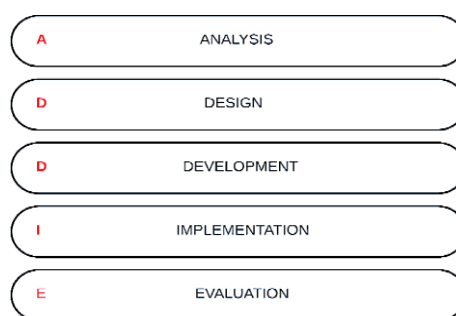 A ANALYSIS
D DESIGN
D DEVELOPMENT
I IMPLEMENTATION
E EVALUATION